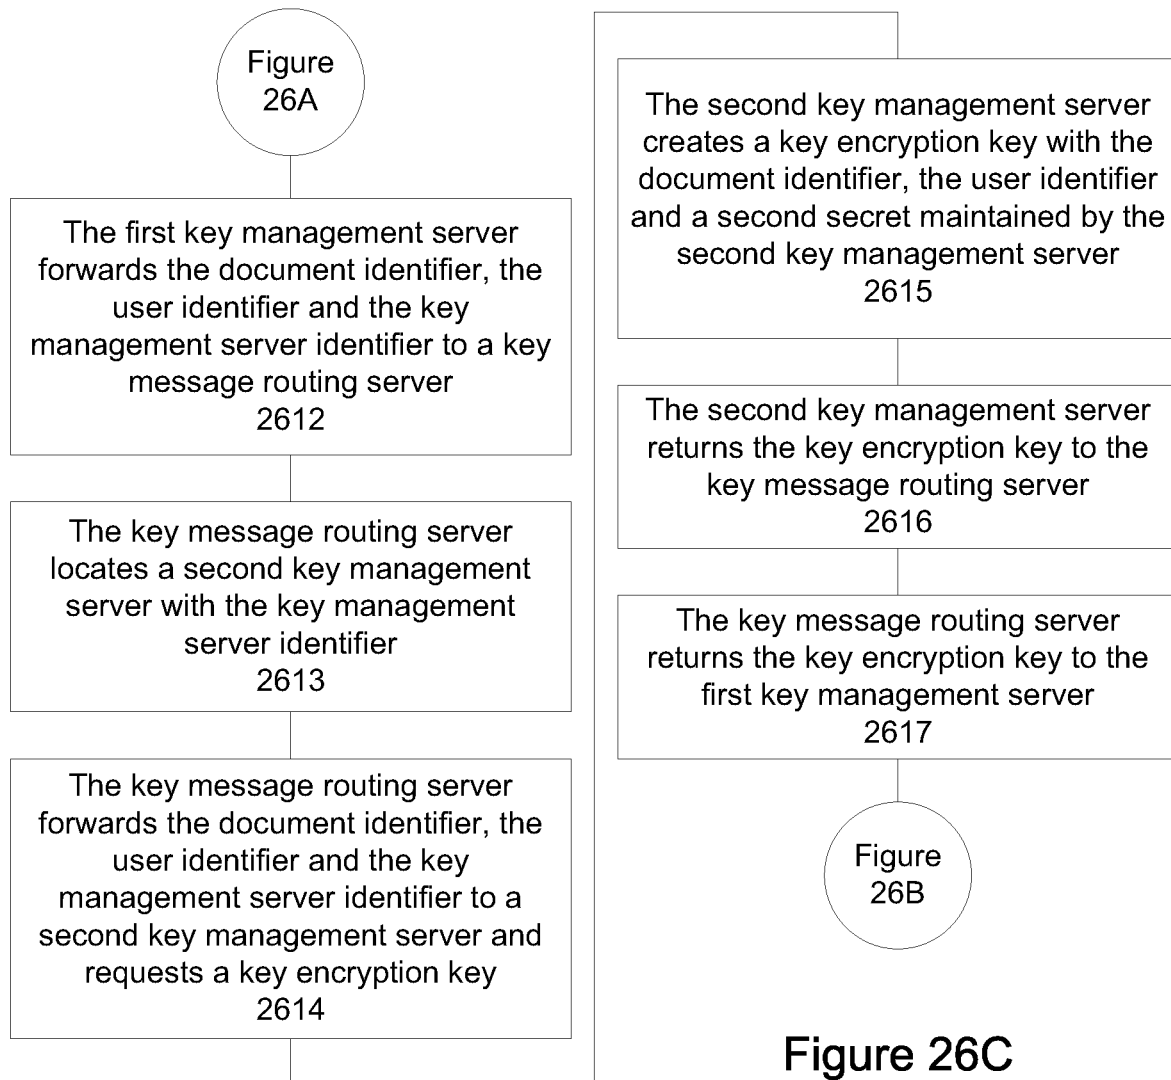 Figure
26A
The first key management server
forwards the document identifier, the
user identifier and the key
management server identifier to a key
message routing server
2612
The key message routing server
locates a second key management
server with the key management
server identifier
2613
The key message routing server
forwards the document identifier, the
user identifier and the key
management server identifier to a
second key management server and
requests a key encryption key
2614
The second key management server
creates a key encryption key with the
document identifier, the user identifier
and a second secret maintained by the
second key management server
2615
The second key management server
returns the key encryption key to the
key message routing server
2616
The key message routing server
returns the key encryption key to the
first key management server
2617
Figure
26B
Figure 26C